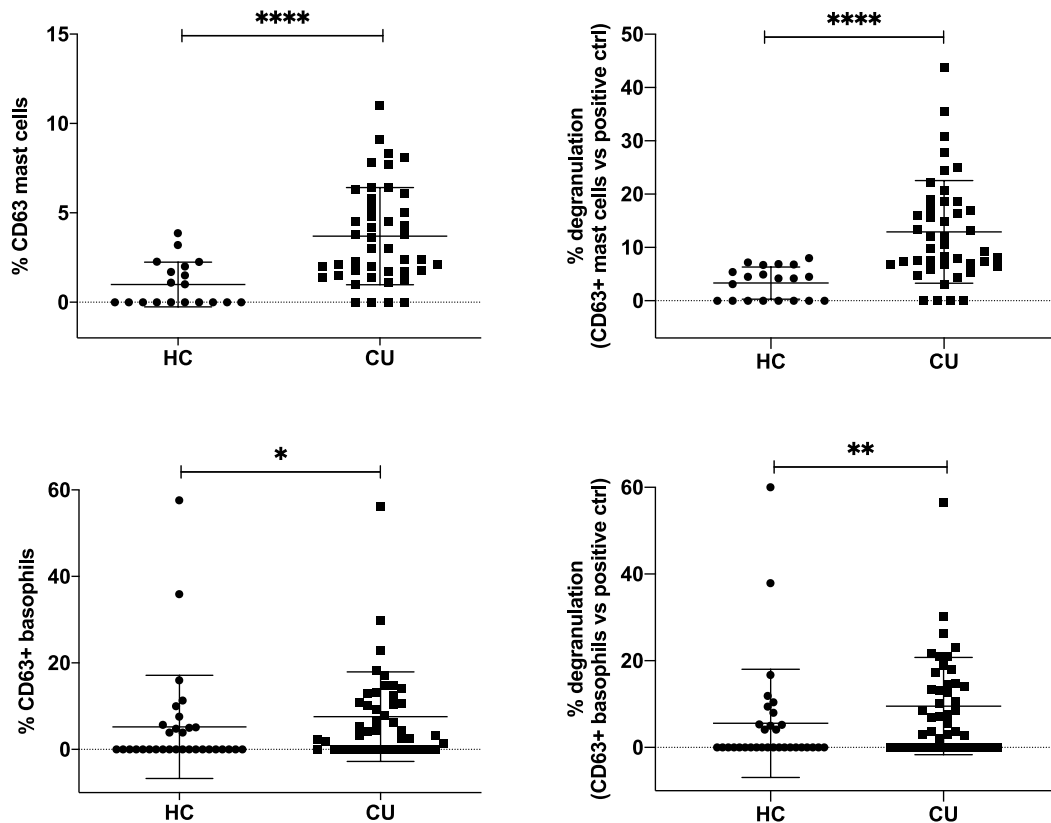 ****
15
10
5
0
% CD63 mast cells
HC
CU
****
50
40
30
20
10
0
% degranulation
(CD63+ mast cells vs positive ctrl)
HC
CU
*
60
40
20
0
% CD63+ basophils
HC
CU
**
60
40
20
0
% degranulation
(CD63+ basophils vs positive ctrl)
HC
CU